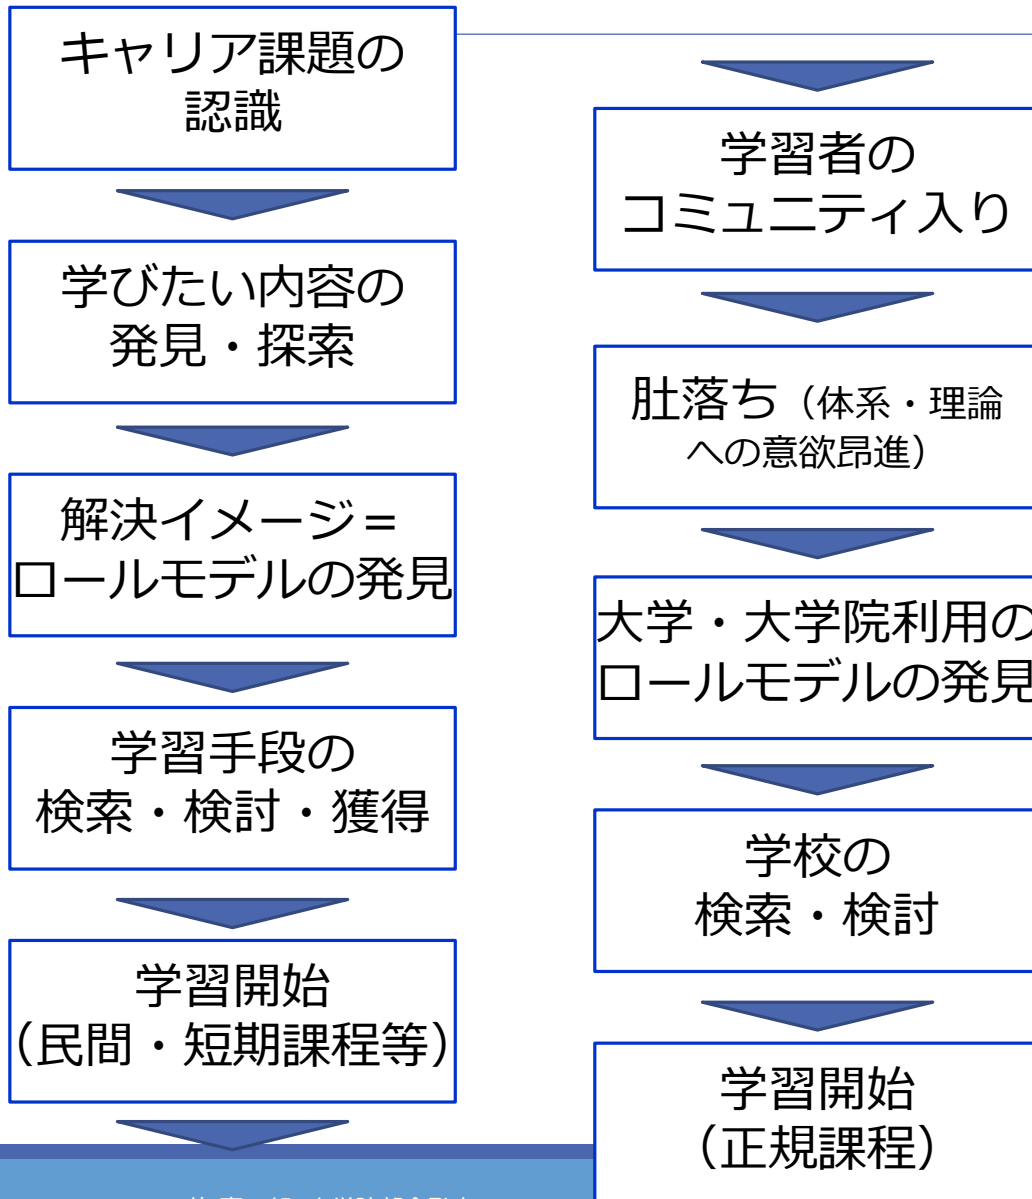 キャリア課題の
認識
学びたい内容の
発見・探索
解決イメージ＝
ロールモデルの発見
学習手段の
検索・検討・獲得
学習開始
（民間・短期課程等）
学習者の
コミュニティ入り
肚落ち（体系・理論
への意欲昂進）
大学・大学院利用の
ロールモデルの発見
学校の
検索・検討
学習開始
（正規課程）